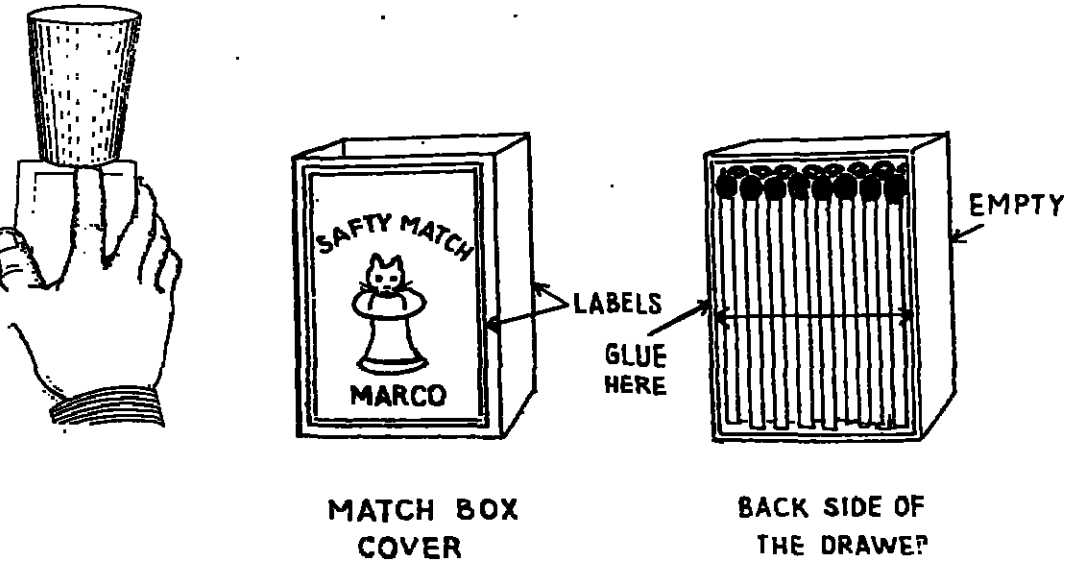 SAFTY MATCH
MARCO
LABELS
MATCH BOX
COVER
EMPTY
GLUE
HERE
BACK SIDE OF
THE DRAWE?